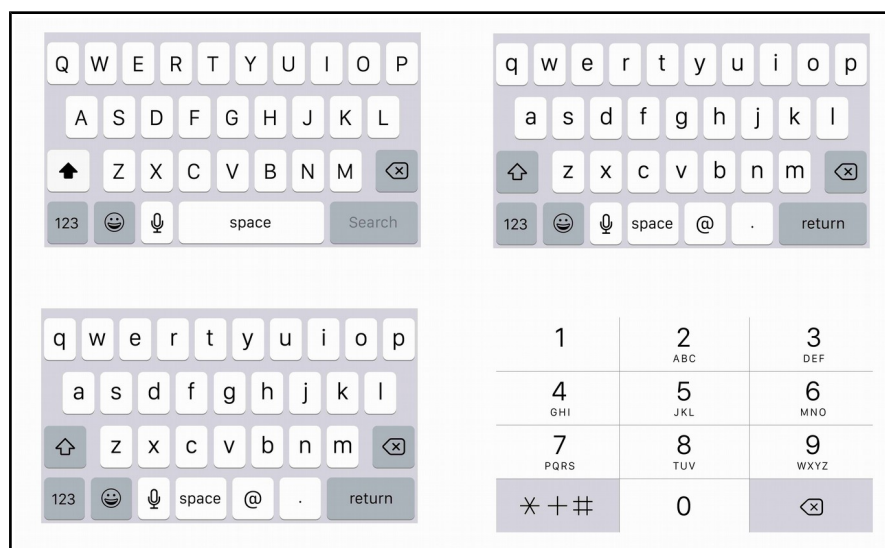 Q W E R T Y U I O P
A S D F G H J K L
Z X C V B N M
123 space Search
q w e r t y u i o p
a s d f g h j k l
z x c v b n m
123 space @ . return
q w e r t y u i o p
a s d f g h j k l
z x c v b n m
123 space @ . return
1 2 3
ABC DEF
4 5 6
GHI JKL MNO
7 8 9
PQRS TUV WXYZ
* + # 0